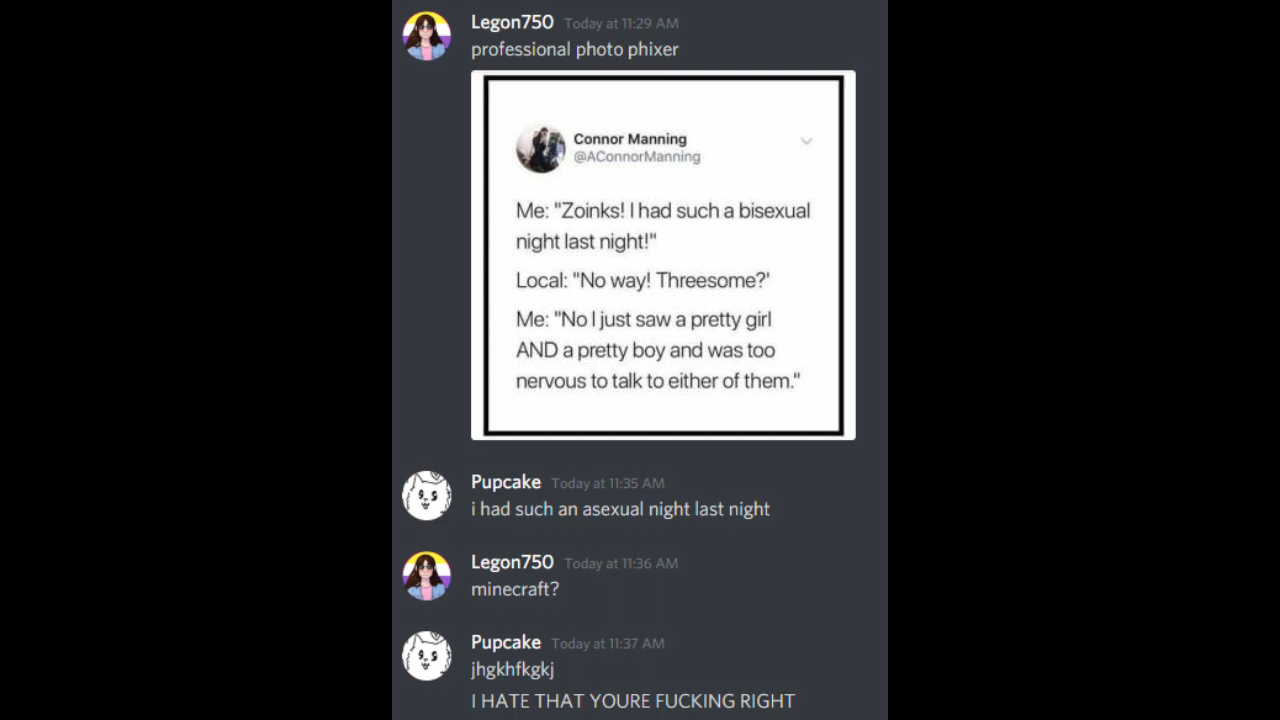 Legon750 Today at 11:29 AM
professional photo phixer
Connor Manning
@AConnorManning
Me: "Zoinks! I had such a bisexual
night last night!"
Local: "No way! Threesome?'
Me: "No I just saw a pretty girl
AND a pretty boy and was too
nervous to talk to either of them."
Pupcake Today at 11:35 AM
i had such an asexual night last night
Legon750 Today at 11:36 AM
minecraft?
Pupcake Today at 11:37 AM
jhgkhfkgkj
I HATE THAT YOURE FUCKING RIGHT